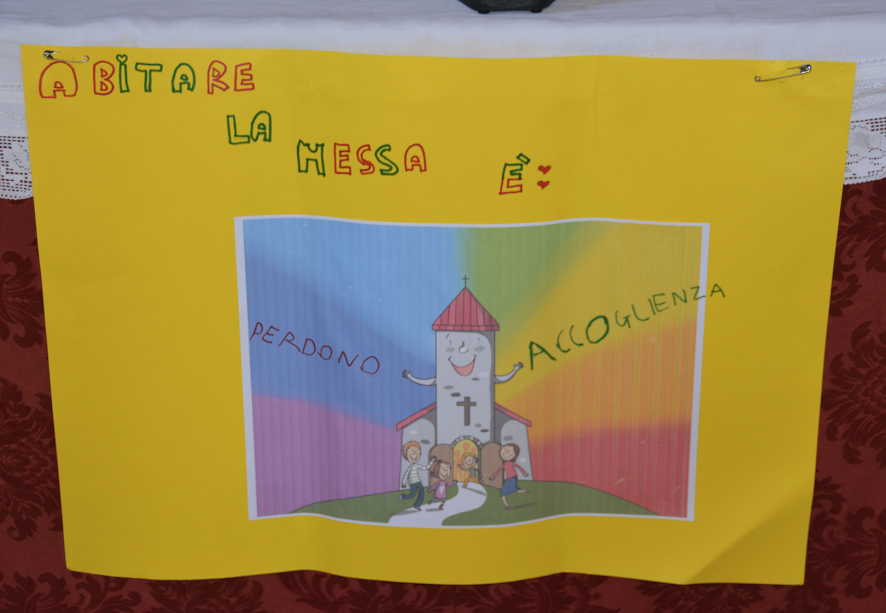 ABITARE
LA
MESSA
È:
PERDONO
ACCOGLIENZA